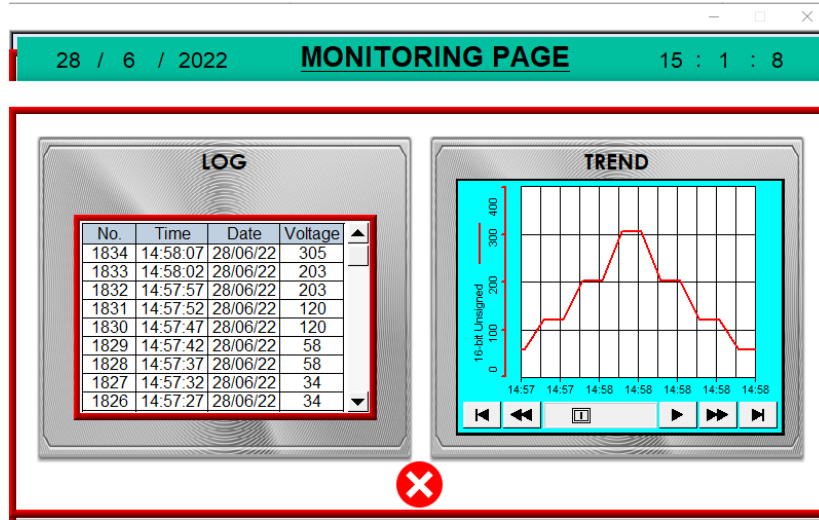 28 / 6 / 2022 MONITORING PAGE 15 : 1 : 8
LOG
No. Time Date Voltage
1834 14:58:07 28/06/22 305
1833 14:58:02 28/06/22 203
1832 14:57:57 28/06/22 203
1831 14:57:52 28/06/22 120
1830 14:57:47 28/06/22 120
1829 14:57:42 28/06/22 58
1828 14:57:37 28/06/22 58
1827 14:57:32 28/06/22 34
1826 14:57:27 28/06/22 34
TREND
16-bit Unsigned
400
300
200
100
0
14:57 14:57 14:58 14:58 14:58 14:58 14:58